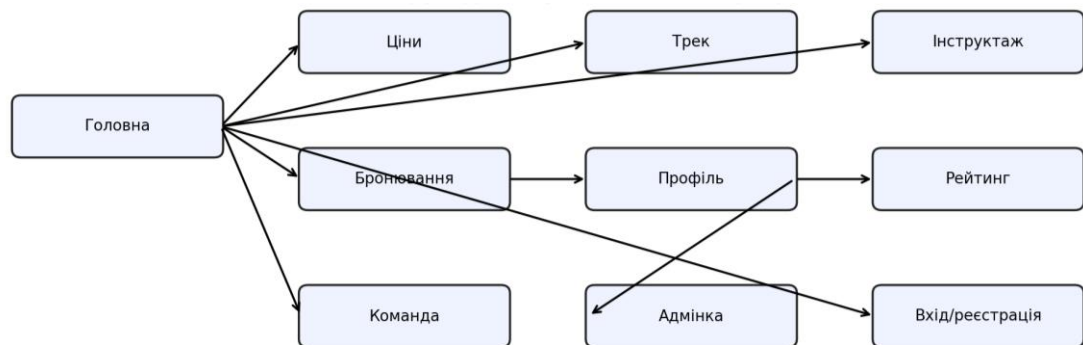 Ціни
Трек
Інструктаж
Головна
Бронювання
Профіль
Рейтинг
Команда
Адмінка
Вхід/реєстрація